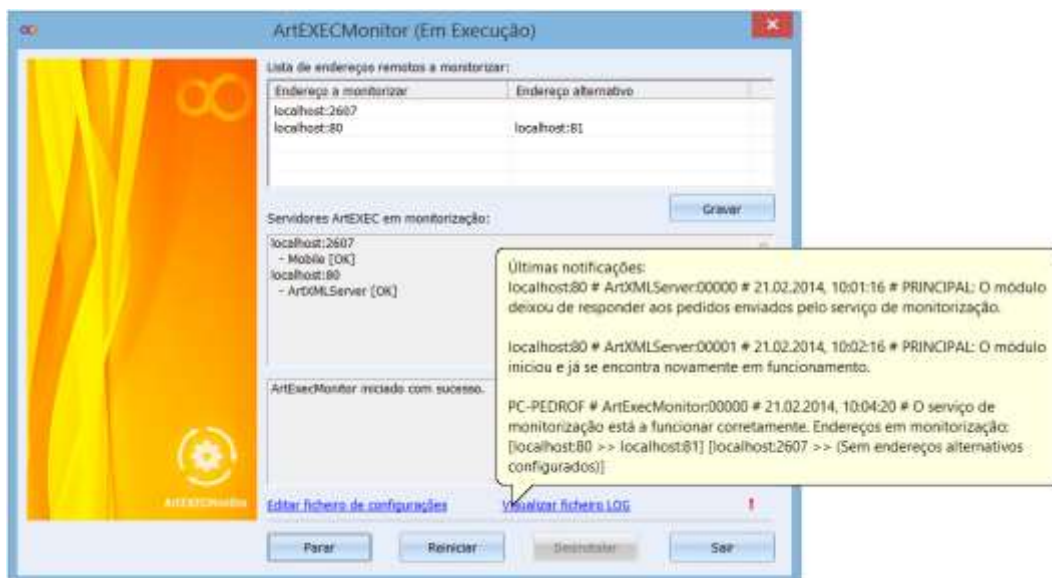 ArtEXECMonitor (Em Execução)
Lista de endereços remotos a monitorizar:
Endereço a monitorizar Endereço alternativo
localhost:2607
localhost:80 localhost:81
Gravar
Servidores ArtEXEC em monitorização:
localhost:2607
- Mobile [OK]
localhost:80
- ArtXMLServer [OK]
Últimas notificações:
localhost:80 # ArtXMLServer:00000 # 21.02.2014, 10:01:16 # PRINCIPAL: O módulo
deixou de responder aos pedidos enviados pelo serviço de monitorização.
localhost:80 # ArtXMLServer:00001 # 21.02.2014, 10:02:16 # PRINCIPAL: O módulo
iniciou e já se encontra novamente em funcionamento.
PC-PEDROF # ArtExecMonitor:00000 # 21.02.2014, 10:04:20 # O serviço de
monitorização está a funcionar corretamente. Endereços em monitorização:
[localhost:80 >> localhost:81] [localhost:2607 >> (Sem endereços alternativos
configurados)]
ArtExecMonitor iniciado com sucesso.
ArtEXECMonitor
Editar ficheiro de configurações Visualizar ficheiro LOG !
Parar Reiniciar Desinstalar Sair